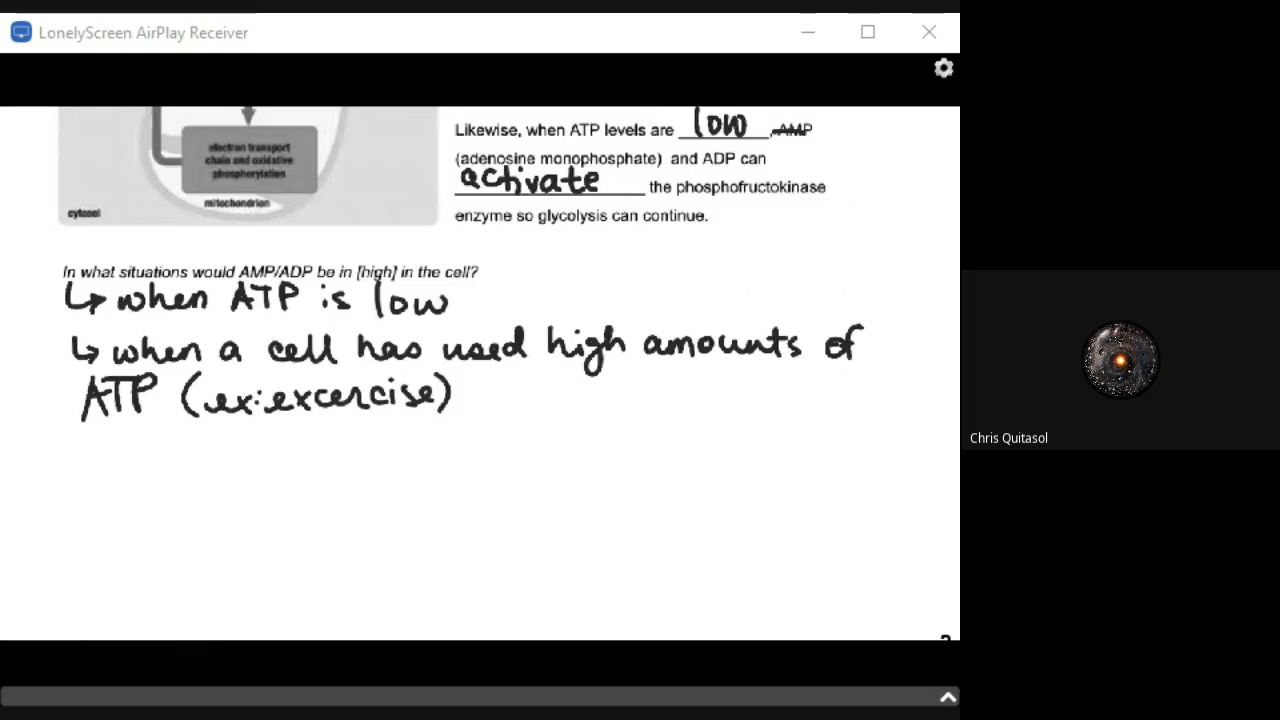 LonelyScreen AirPlay Receiver
electron transport
chain and oxidative
phosphorylation
mitochondrion
cytosol
Likewise, when ATP levels are low, AMP
(adenosine monophosphate) and ADP can
activate the phosphofructokinase
enzyme so glycolysis can continue.
In what situations would AMP/ADP be in [high] in the cell?
↳ when ATP is low
↳ when a cell has used high amounts of
ATP (ex: excercise)
Chris Quitasol